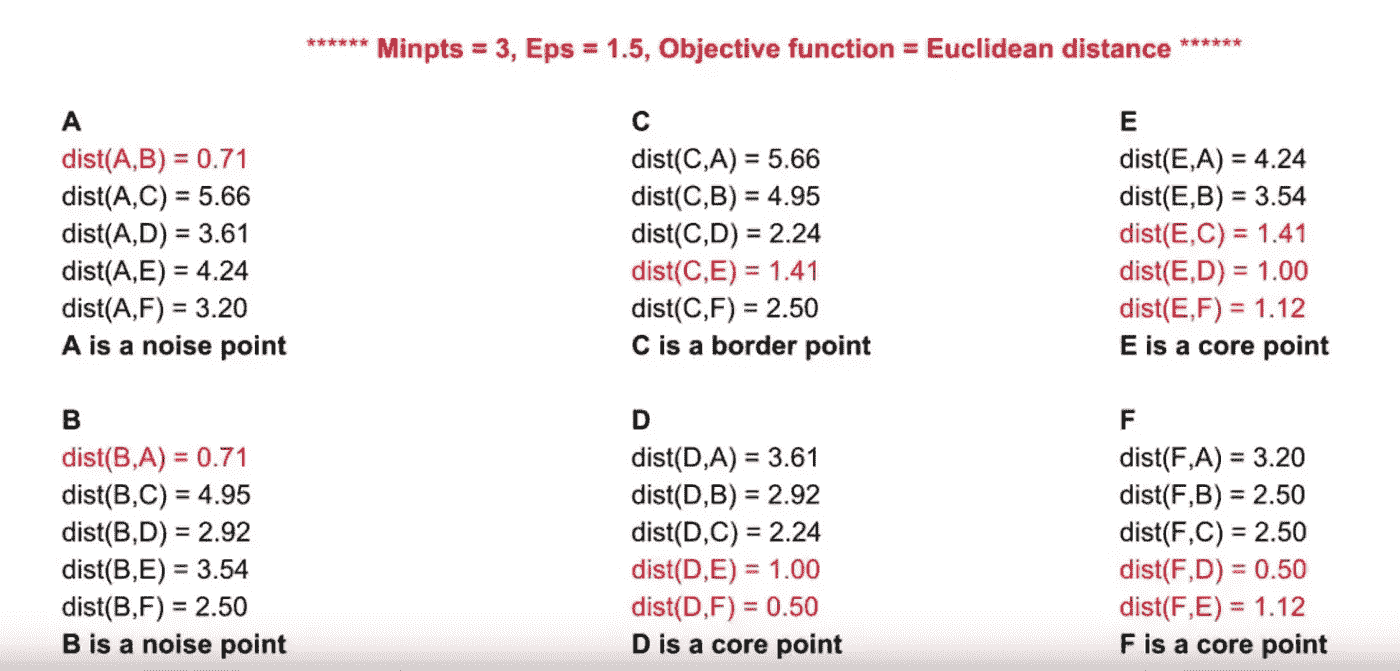 ****** Minpts = 3, Eps = 1.5, Objective function = Euclidean distance ******
A
dist(A,B) = 0.71
dist(A,C) = 5.66
dist(A,D) = 3.61
dist(A,E) = 4.24
dist(A,F) = 3.20
A is a noise point
C
dist(C,A) = 5.66
dist(C,B) = 4.95
dist(C,D) = 2.24
dist(C,E) = 1.41
dist(C,F) = 2.50
C is a border point
E
dist(E,A) = 4.24
dist(E,B) = 3.54
dist(E,C) = 1.41
dist(E,D) = 1.00
dist(E,F) = 1.12
E is a core point
B
dist(B,A) = 0.71
dist(B,C) = 4.95
dist(B,D) = 2.92
dist(B,E) = 3.54
dist(B,F) = 2.50
B is a noise point
D
dist(D,A) = 3.61
dist(D,B) = 2.92
dist(D,C) = 2.24
dist(D,E) = 1.00
dist(D,F) = 0.50
D is a core point
F
dist(F,A) = 3.20
dist(F,B) = 2.50
dist(F,C) = 2.50
dist(F,D) = 0.50
dist(F,E) = 1.12
F is a core point